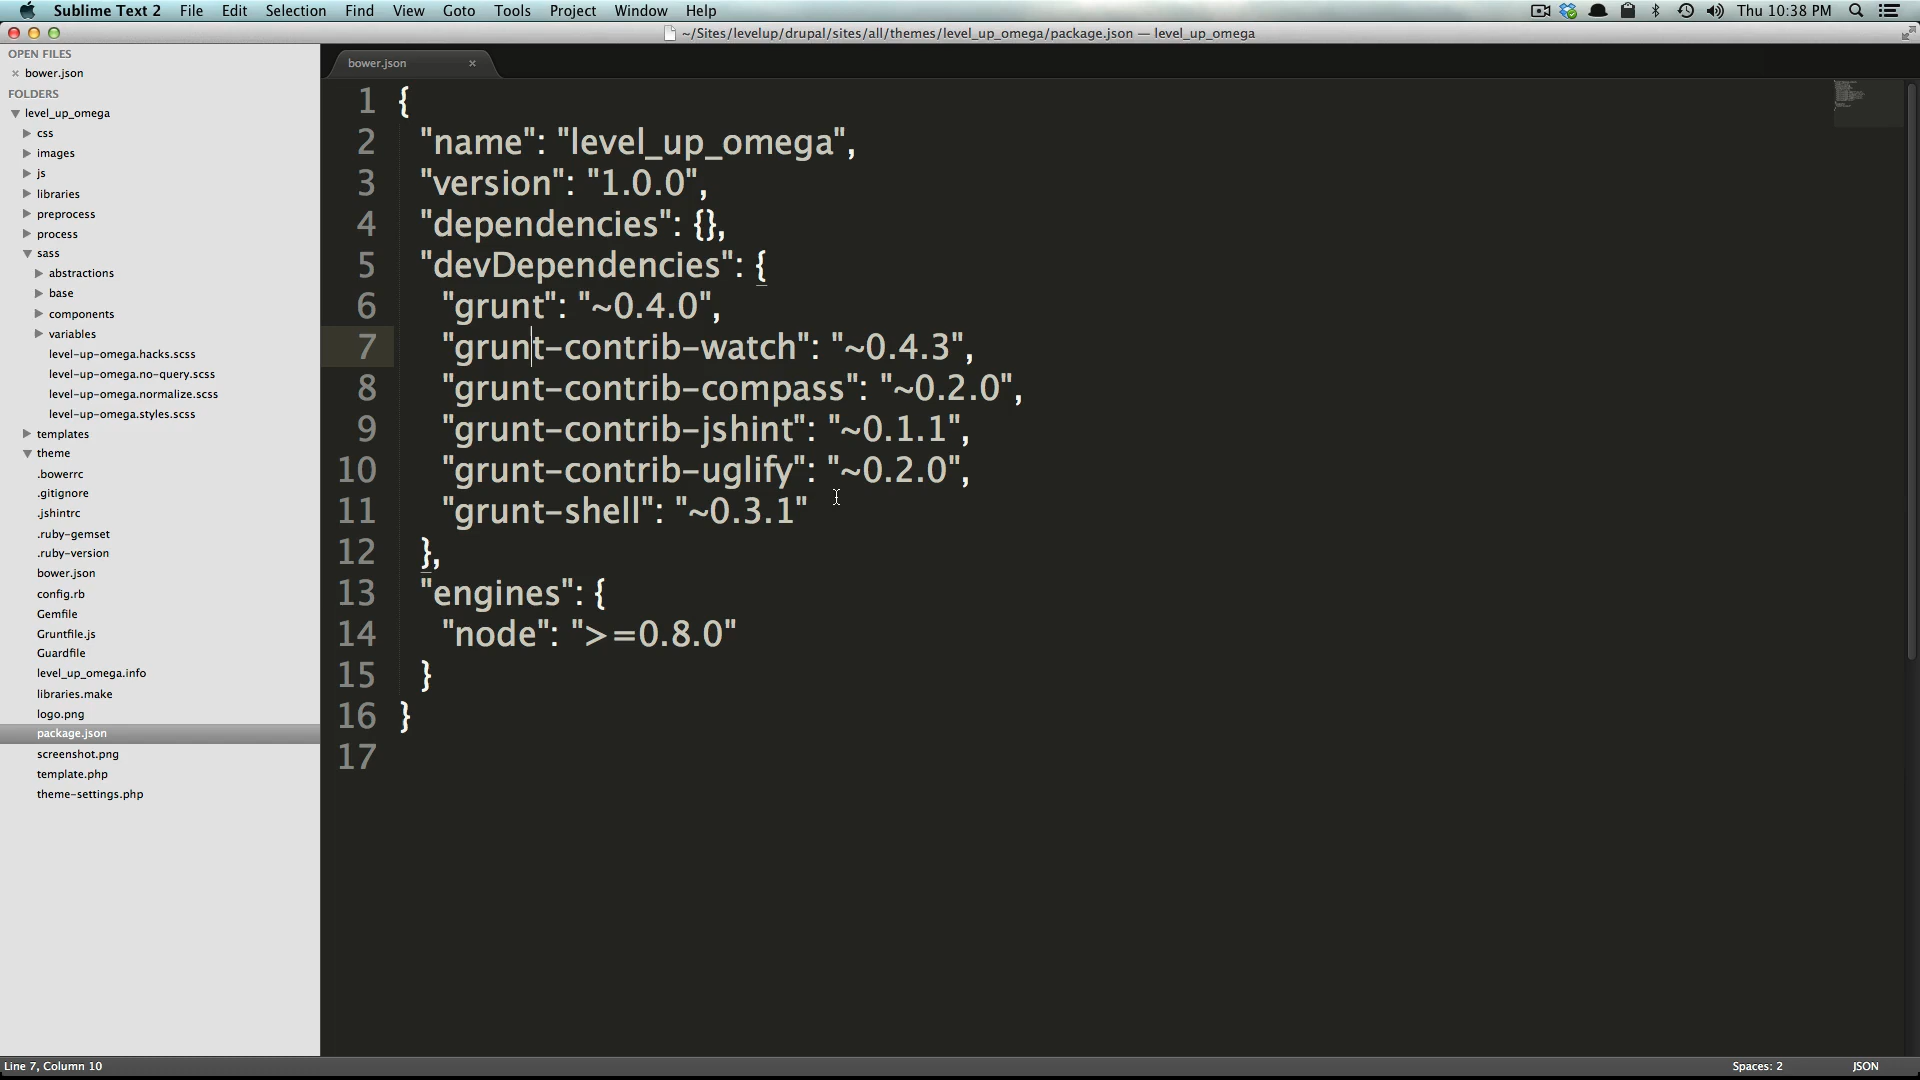 Sublime Text 2 File Edit Selection Find View Goto Tools Project Window Help Thu 10:38 PM
~/Sites/levelup/drupal/sites/all/themes/level_up_omega/package.json — level_up_omega
OPEN FILES
bower.json
FOLDERS
level_up_omega
css
images
js
libraries
preprocess
process
sass
abstractions
base
components
variables
level-up-omega.hacks.scss
level-up-omega.no-query.scss
level-up-omega.normalize.scss
level-up-omega.styles.scss
templates
theme
.bowerrc
.gitignore
.jshintrc
.ruby-gemset
.ruby-version
bower.json
config.rb
Gemfile
Gruntfile.js
Guardfile
level_up_omega.info
libraries.make
logo.png
package.json
screenshot.png
template.php
theme-settings.php
bower.json
1 {
2 "name": "level_up_omega",
3 "version": "1.0.0",
4 "dependencies": {},
5 "devDependencies": {
6 "grunt": "~0.4.0",
7 "grunt-contrib-watch": "~0.4.3",
8 "grunt-contrib-compass": "~0.2.0",
9 "grunt-contrib-jshint": "~0.1.1",
10 "grunt-contrib-uglify": "~0.2.0",
11 "grunt-shell": "~0.3.1"
12 },
13 "engines": {
14 "node": ">=0.8.0"
15 }
16 }
17
Line 7, Column 10 Spaces: 2 JSON